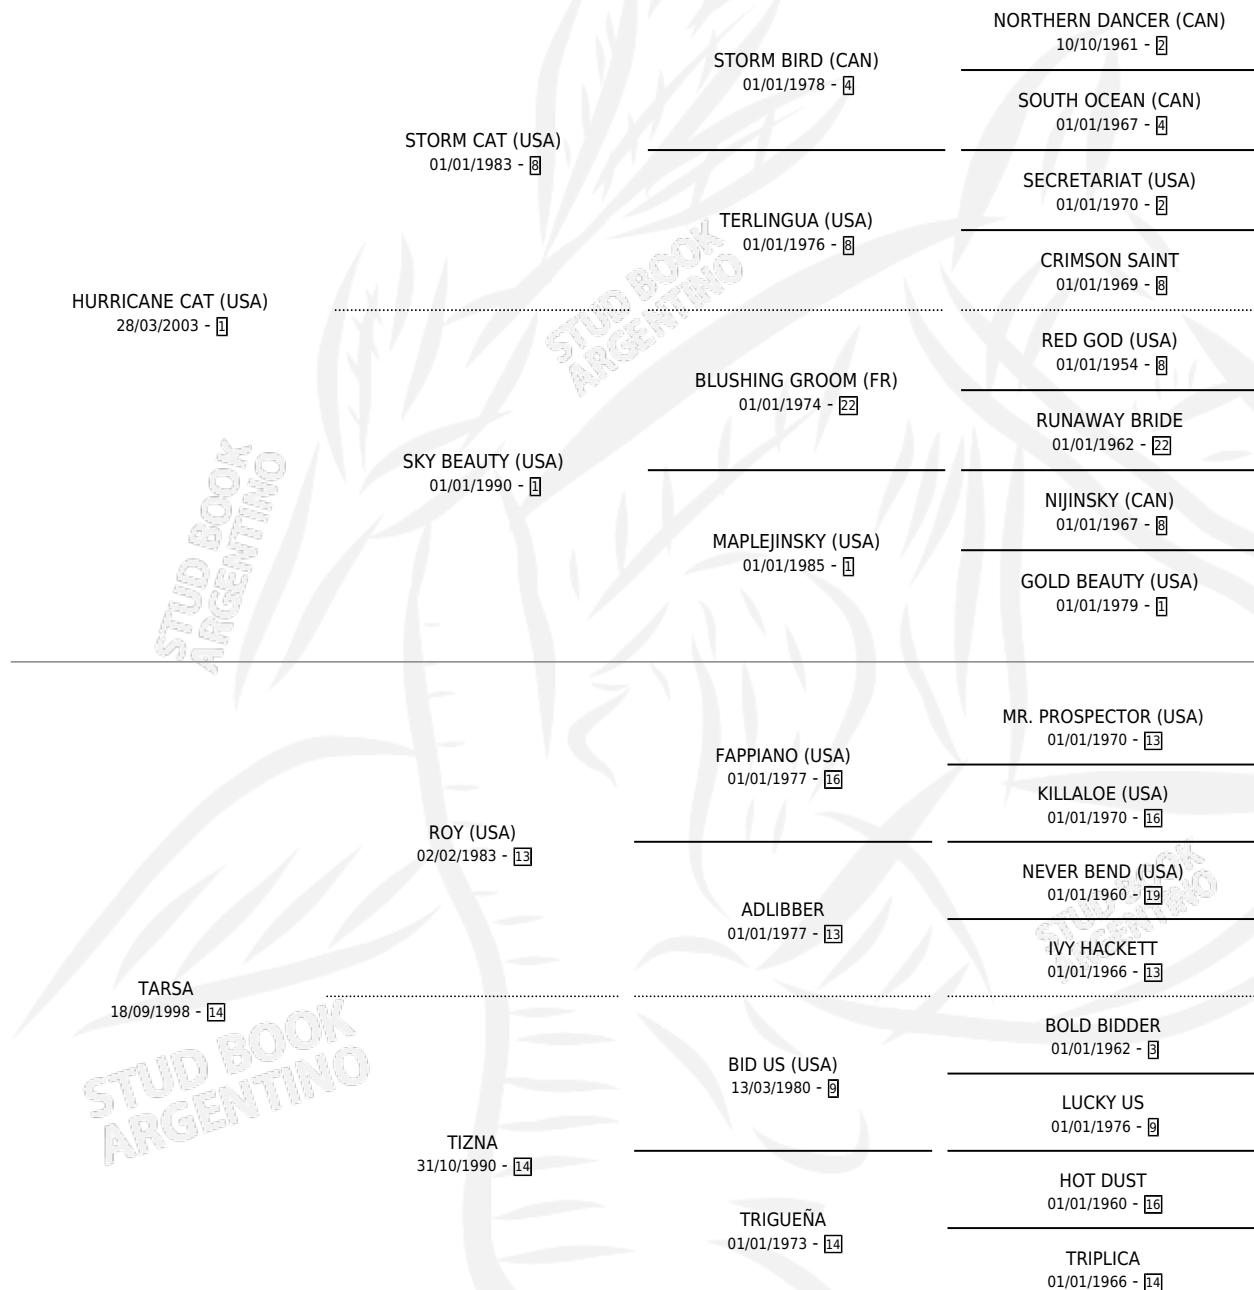 NORTHERN DANCER (CAN)
10/10/1961 - 2
STORM BIRD (CAN)
01/01/1978 - 4
SOUTH OCEAN (CAN)
01/01/1967 - 4
STORM CAT (USA)
01/01/1983 - 8
SECRETARIAT (USA)
01/01/1970 - 2
TERLINGUA (USA)
01/01/1976 - 8
CRIMSON SAINT
01/01/1969 - 8
HURRICANE CAT (USA)
28/03/2003 - 1
STUD BOOK
ARGENTINO
RED GOD (USA)
01/01/1954 - 8
BLUSHING GROOM (FR)
01/01/1974 - 22
RUNAWAY BRIDE
01/01/1962 - 22
SKY BEAUTY (USA)
01/01/1990 - 1
NIJINSKY (CAN)
01/01/1967 - 8
MAPLEJINSKY (USA)
01/01/1985 - 1
GOLD BEAUTY (USA)
01/01/1979 - 1
STUD BOOK
ARGENTINO
MR. PROSPECTOR (USA)
01/01/1970 - 13
FAPPIANO (USA)
01/01/1977 - 16
KILLALOE (USA)
01/01/1970 - 16
ROY (USA)
02/02/1983 - 13
NEVER BEND (USA)
01/01/1960 - 19
STUD BOOK
ARGENTINO
ADLIBBER
01/01/1977 - 13
IVY HACKETT
01/01/1966 - 13
TARSA
18/09/1998 - 14
STUD BOOK
ARGENTINO
BOLD BIDDER
01/01/1962 - 3
BID US (USA)
13/03/1980 - 9
LUCKY US
01/01/1976 - 9
TIZNA
31/10/1990 - 14
HOT DUST
01/01/1960 - 16
TRIGUEÑA
01/01/1973 - 14
TRIPLICA
01/01/1966 - 14